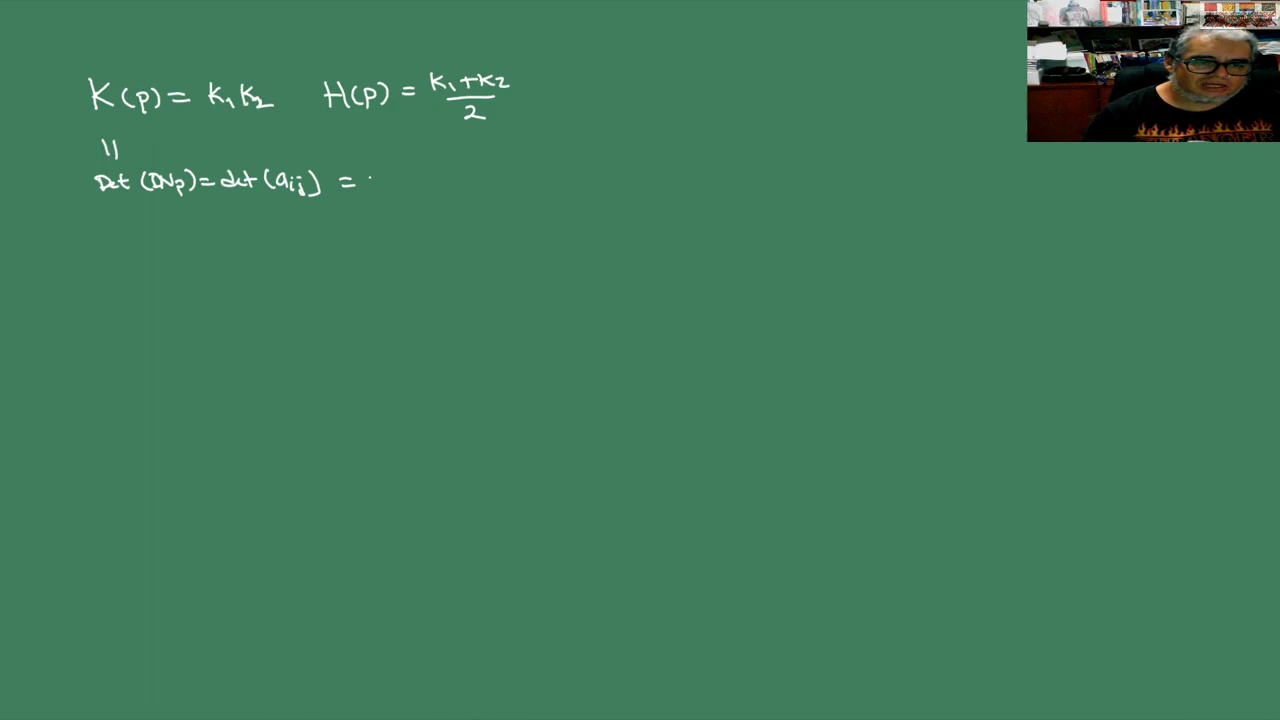 K(p) = k₁k₂   H(p) = (k₁+k₂)/2
||
Det (DNp) = det (aij) =